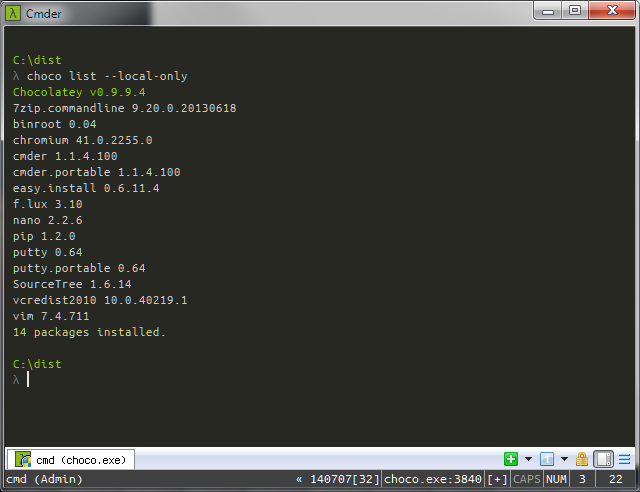 Cmder
C:\dist
λ choco list --local-only
Chocolatey v0.9.9.4
7zip.commandline 9.20.0.20130618
binroot 0.04
chromium 41.0.2255.0
cmder 1.1.4.100
cmder.portable 1.1.4.100
easy.install 0.6.11.4
f.lux 3.10
nano 2.2.6
pip 1.2.0
putty 0.64
putty.portable 0.64
SourceTree 1.6.14
vcredist2010 10.0.40219.1
vim 7.4.711
14 packages installed.
C:\dist
λ
cmd (choco.exe)
cmd (Admin) « 140707[32] choco.exe:3840 [+] CAPS NUM 3 22